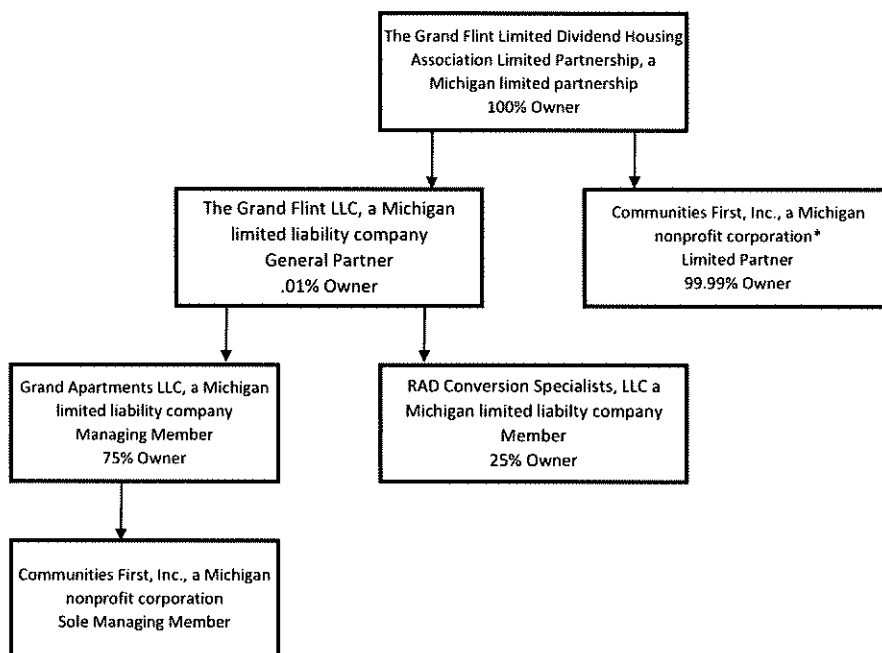 The Grand Flint Limited Dividend Housing
Association Limited Partnership, a
Michigan limited partnership
100% Owner
The Grand Flint LLC, a Michigan
limited liability company
General Partner
.01% Owner
Communities First, Inc., a Michigan
nonprofit corporation*
Limited Partner
99.99% Owner
Grand Apartments LLC, a Michigan
limited liability company
Managing Member
75% Owner
RAD Conversion Specialists, LLC a
Michigan limited liabilty company
Member
25% Owner
Communities First, Inc., a Michigan
nonprofit corporation
Sole Managing Member